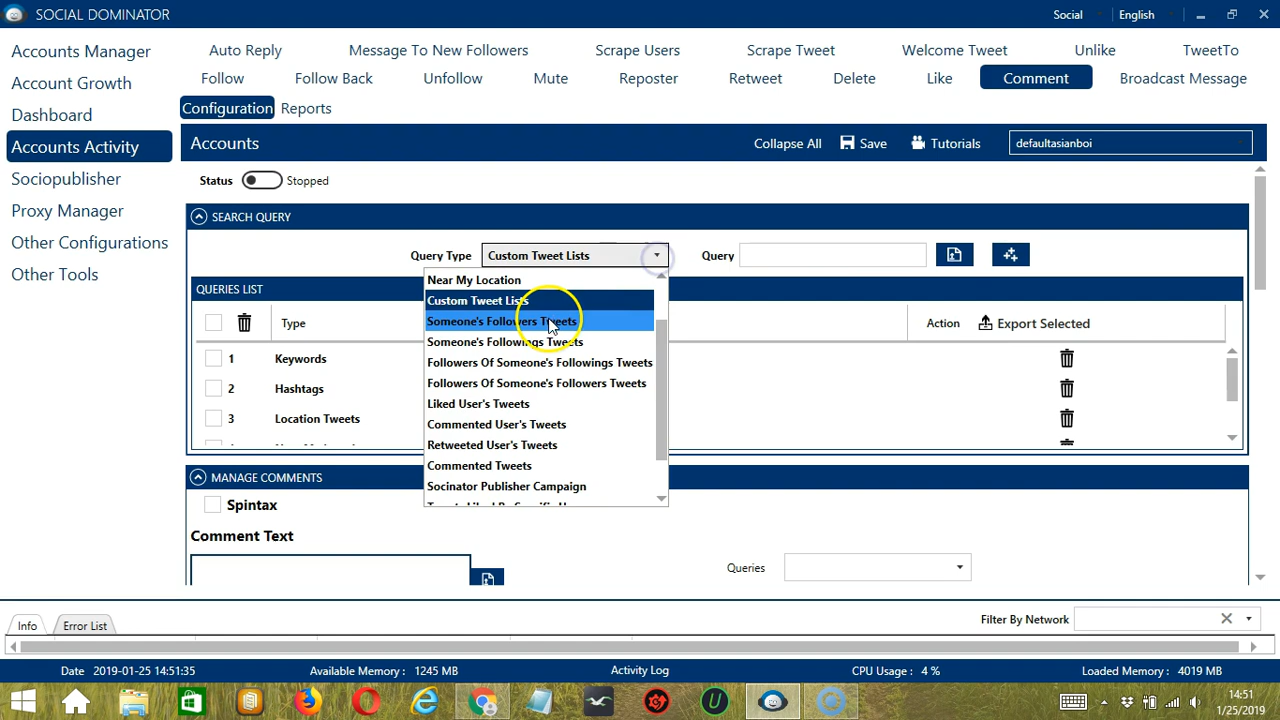 SOCIAL DOMINATOR
Social
English
Accounts Manager
Account Growth
Dashboard
Accounts Activity
Sociopublisher
Proxy Manager
Other Configurations
Other Tools
Auto Reply
Message To New Followers
Scrape Users
Scrape Tweet
Welcome Tweet
Unlike
TweetTo
Follow
Follow Back
Unfollow
Mute
Reposter
Retweet
Delete
Like
Comment
Broadcast Message
Configuration
Reports
Accounts
Collapse All
Save
Tutorials
defaultasianboi
Status
Stopped
SEARCH QUERY
Query Type
Custom Tweet Lists
Query
Near My Location
Custom Tweet Lists
Someone's Followers Tweets
Someone's Followings Tweets
Followers Of Someone's Followings Tweets
Followers Of Someone's Followers Tweets
Liked User's Tweets
Commented User's Tweets
Retweeted User's Tweets
Commented Tweets
Socinator Publisher Campaign
QUERIES LIST
Type
Action
Export Selected
1 Keywords
2 Hashtags
3 Location Tweets
MANAGE COMMENTS
Spintax
Comment Text
Queries
Info
Error List
Filter By Network
Date 2019-01-25 14:51:35
Available Memory : 1245 MB
Activity Log
CPU Usage : 4 %
Loaded Memory : 4019 MB
14:51
1/25/2019